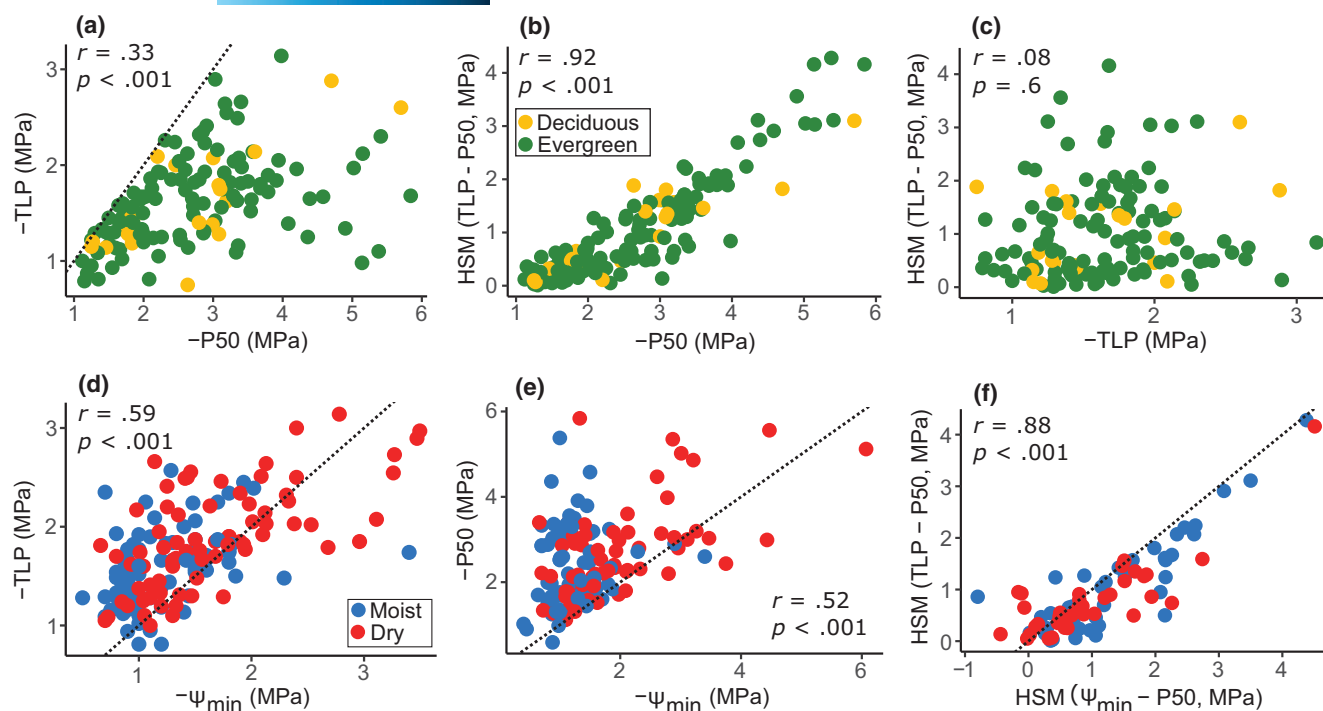 (a)
r = .33
p < .001
−TLP (MPa)
3
2
1
1 2 3 4 5 6
−P50 (MPa)
(b)
r = .92
p < .001
Deciduous
Evergreen
HSM (TLP - P50, MPa)
4
3
2
1
0
1 2 3 4 5 6
−P50 (MPa)
(c)
r = .08
p = .6
HSM (TLP - P50, MPa)
4
3
2
1
0
1 2 3
−TLP (MPa)
(d)
r = .59
p < .001
Moist
Dry
−TLP (MPa)
3
2
1
1 2 3
−Ψmin (MPa)
(e)
r = .52
p < .001
−P50 (MPa)
6
4
2
2 4 6
−Ψmin (MPa)
(f)
r = .88
p < .001
HSM (TLP − P50, MPa)
4
3
2
1
0
−1 0 1 2 3 4
HSM (Ψmin − P50, MPa)